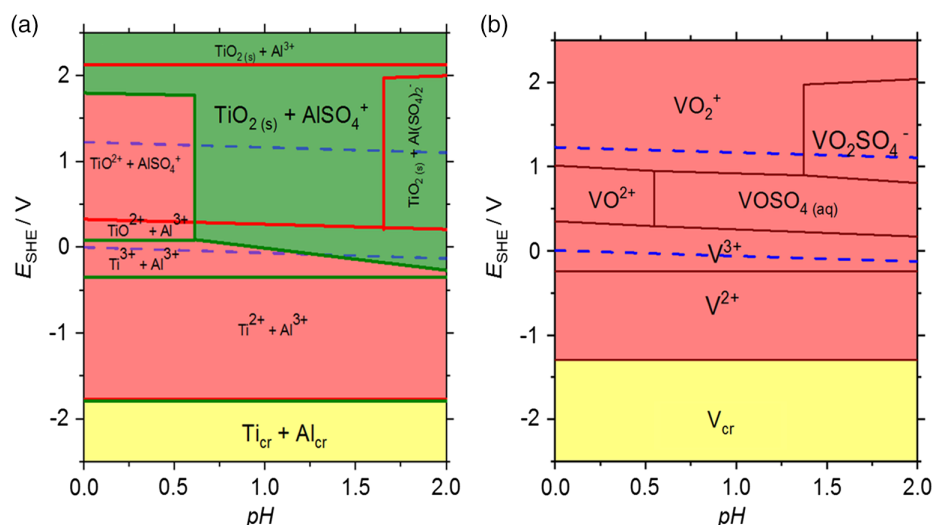 (a)
TiO2 (s) + Al3+
TiO2 (s) + AlSO4+
TiO2 (s) + Al(SO4)2-
TiO2+ + AlSO4+
TiO2+ + Al3+
Ti3+ + Al3+
Ti2+ + Al3+
Ticr + Alcr
2
1
0
-1
-2
ESHE / V
0.0
0.5
1.0
1.5
2.0
pH
(b)
VO2+
VO2SO4-
VO2+
VOSO4 (aq)
V3+
V2+
Vcr
2
1
0
-1
-2
ESHE / V
0.0
0.5
1.0
1.5
2.0
pH